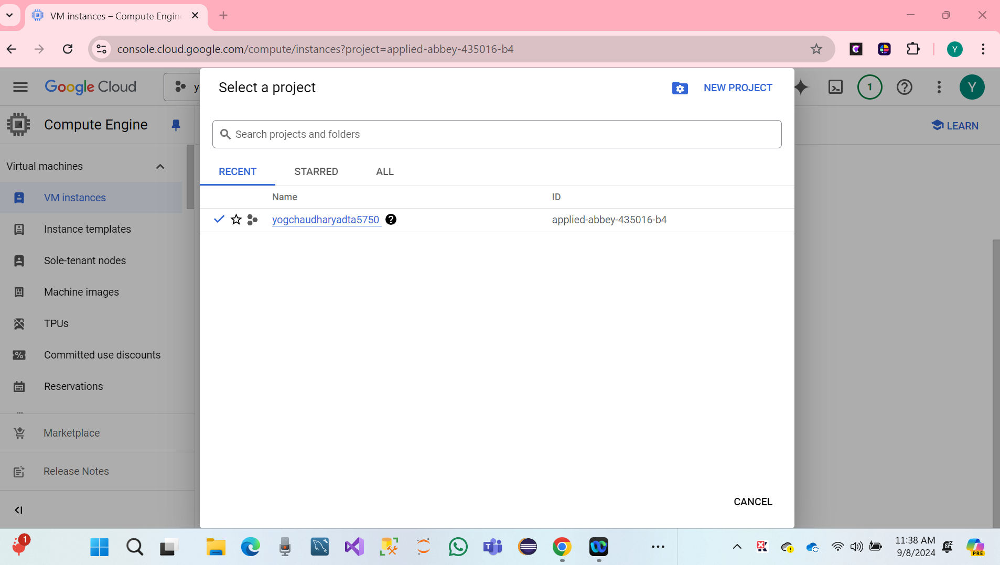 VM instances – Compute Engin
console.cloud.google.com/compute/instances?project=applied-abbey-435016-b4
Y
Google Cloud
y
Select a project
NEW PROJECT
1
Y
Compute Engine
LEARN
Search projects and folders
Virtual machines
RECENT
STARRED
ALL
Name
ID
VM instances
yogchaudharyadta5750
applied-abbey-435016-b4
Instance templates
Sole-tenant nodes
Machine images
TPUs
Committed use discounts
Reservations
Marketplace
Release Notes
CANCEL
1
11:38 AM
9/8/2024
PRE